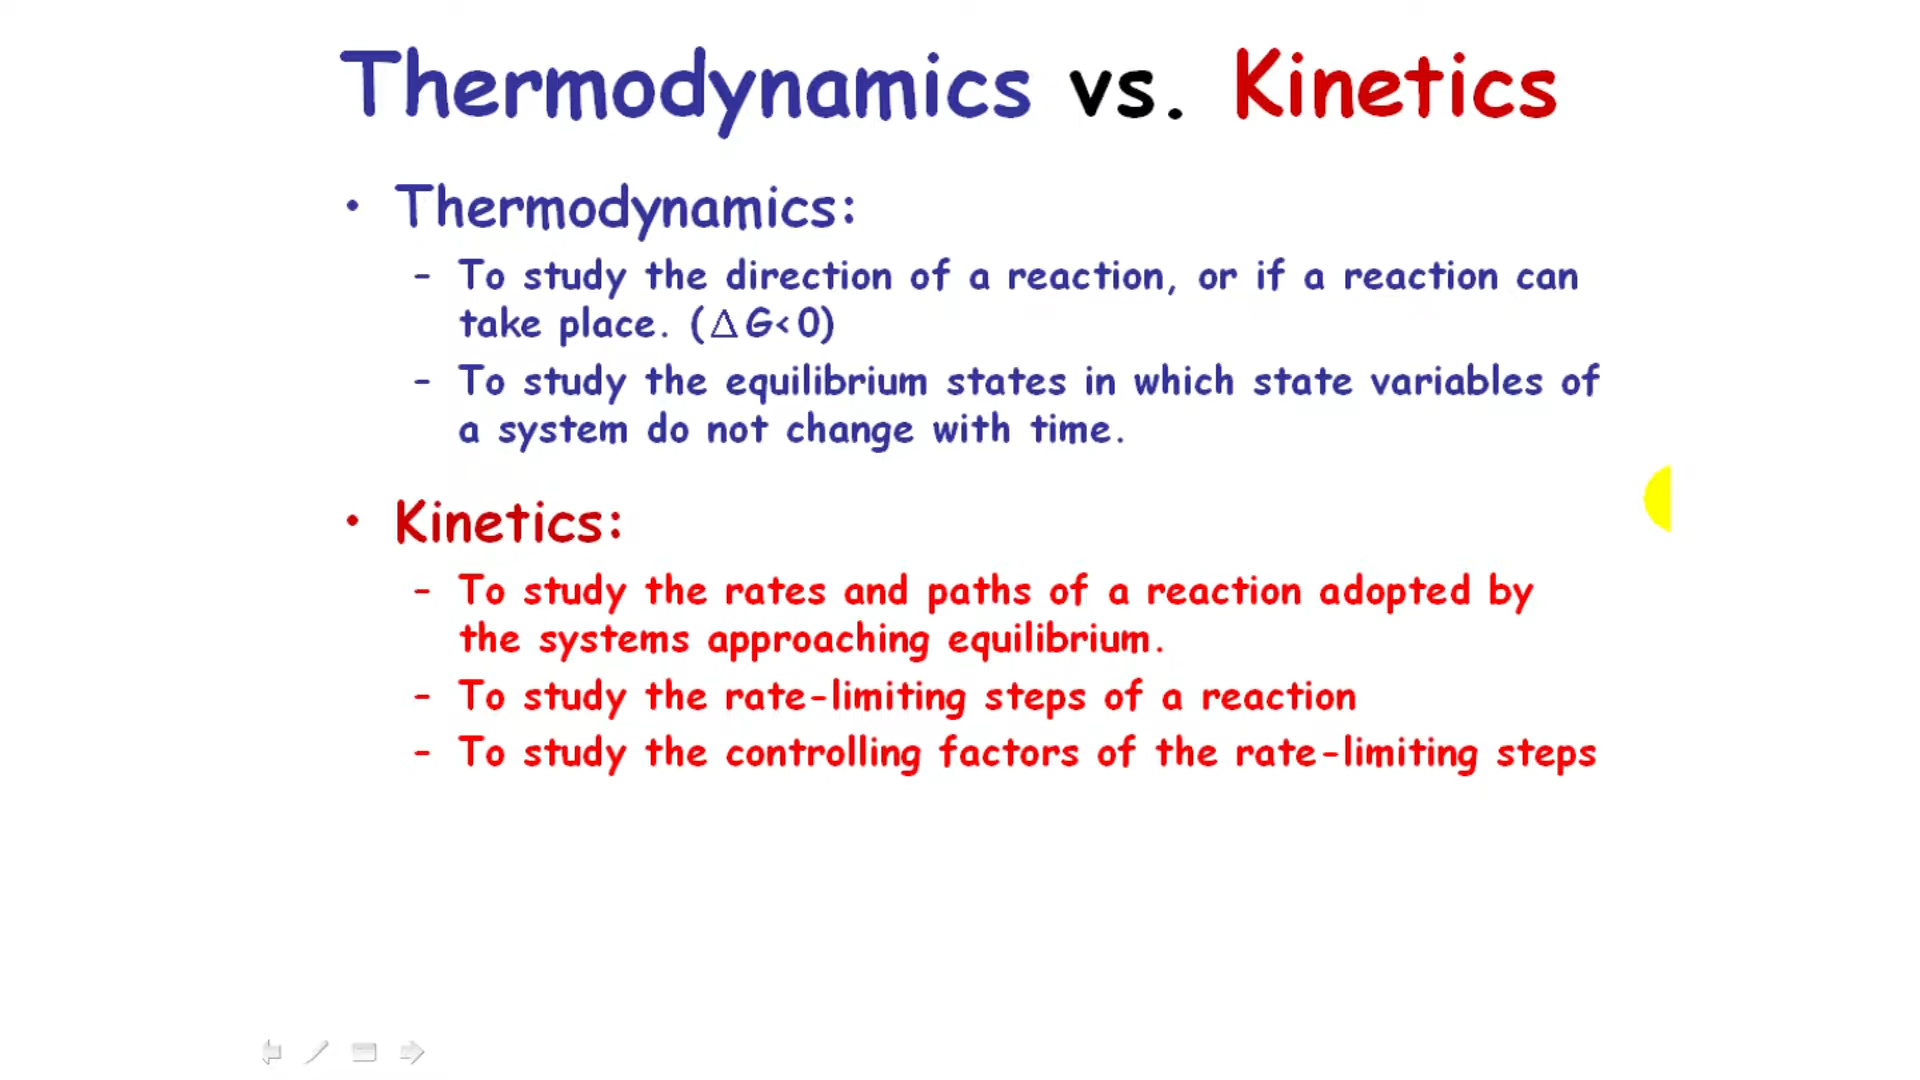 Thermodynamics vs. Kinetics
• Thermodynamics:
- To study the direction of a reaction, or if a reaction can
take place. (ΔG<0)
- To study the equilibrium states in which state variables of
a system do not change with time.
• Kinetics:
- To study the rates and paths of a reaction adopted by
the systems approaching equilibrium.
- To study the rate-limiting steps of a reaction
- To study the controlling factors of the rate-limiting steps